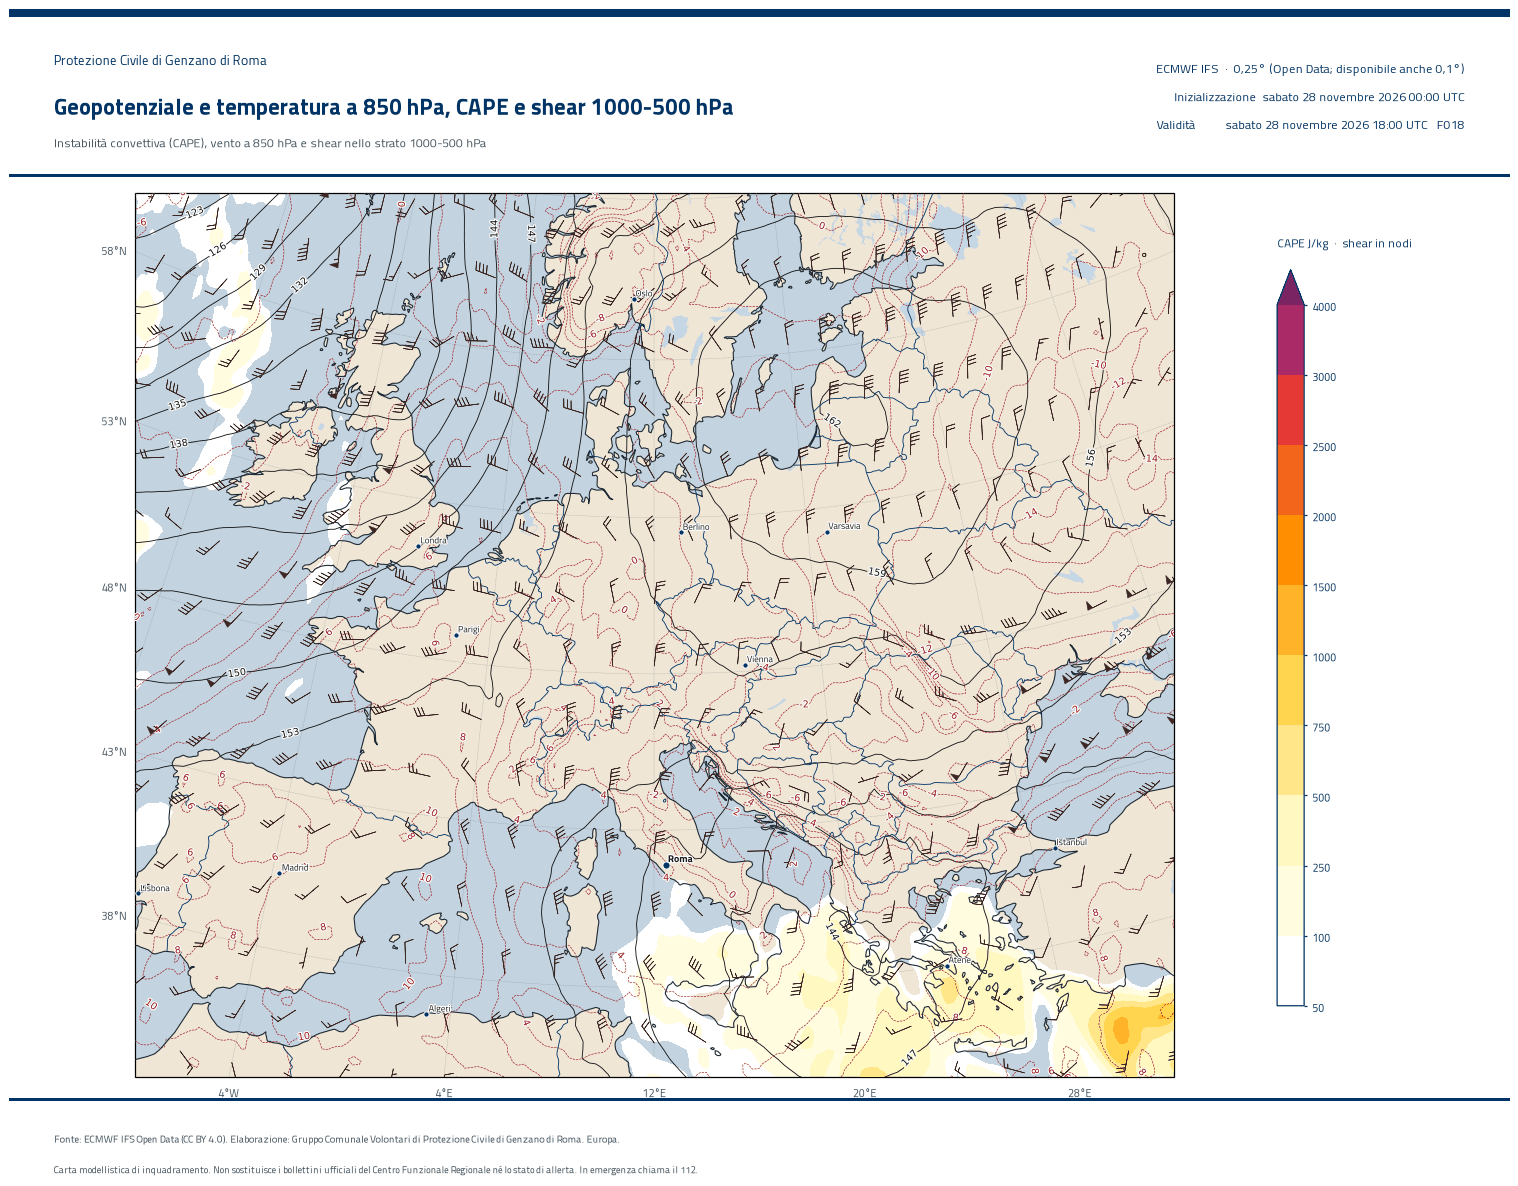 Protezione Civile di Genzano di Roma
Geopotenziale e temperatura a 850 hPa, CAPE e shear 1000-500 hPa
Instabilità convettiva (CAPE), vento a 850 hPa e shear nello strato 1000-500 hPa
ECMWF IFS · 0,25° (Open Data; disponibile anche 0,1°)
Inizializzazione sabato 28 novembre 2026 00:00 UTC
Validità sabato 28 novembre 2026 18:00 UTC F018
CAPE J/kg · shear in nodi
4000
3000
2500
2000
1500
1000
750
500
250
100
50
58°N
53°N
48°N
43°N
38°N
4°W
4°E
12°E
20°E
28°E
123
126
129
132
135
138
144
147
150
153
162
156
159
153
144
147
Oslo
Berlino
Varsavia
Londra
Parigi
Vienna
Roma
Madrid
Lisbona
Algeri
Istanbul
Atene
Fonte: ECMWF IFS Open Data (CC BY 4.0). Elaborazione: Gruppo Comunale Volontari di Protezione Civile di Genzano di Roma. Europa.
Carta modellistica di inquadramento. Non sostituisce i bollettini ufficiali del Centro Funzionale Regionale né lo stato di allerta. In emergenza chiama il 112.